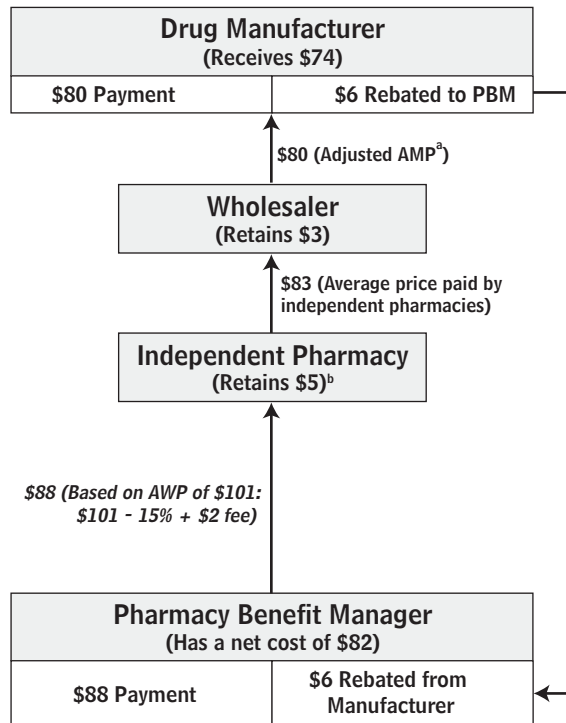 Drug Manufacturer
(Receives $74)
$80 Payment
$6 Rebated to PBM
$80 (Adjusted AMPa)
Wholesaler
(Retains $3)
$83 (Average price paid by
independent pharmacies)
Independent Pharmacy
(Retains $5)b
$88 (Based on AWP of $101:
$101 - 15% + $2 fee)
Pharmacy Benefit Manager
(Has a net cost of $82)
$88 Payment
$6 Rebated from
Manufacturer